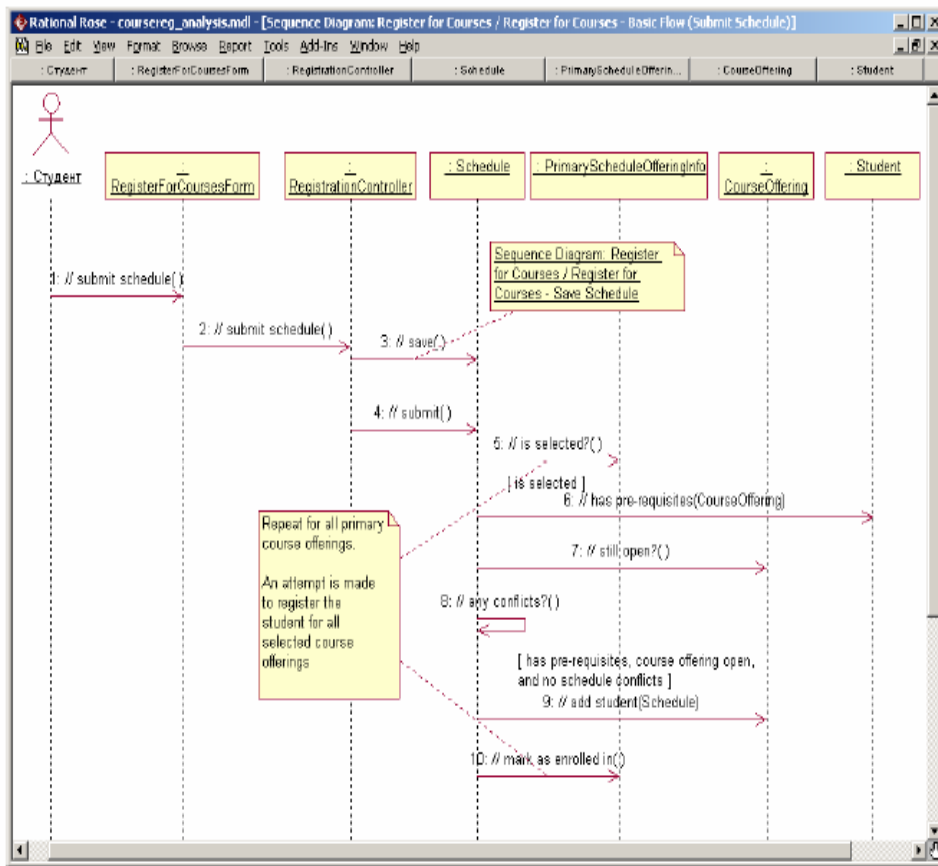 Rational Rose - coursereg_analysis.mdl - [Sequence Diagram: Register for Courses / Register for Courses - Basic Flow (Submit Schedule)]
File Edit View Format Browse Report Tools Add-Ins Window Help
: Студент : RegisterForCoursesForm : RegistrationController : Schedule : PrimaryScheduleOfferin... : CourseOffering : Student
: Студент
:
RegisterForCoursesForm
:
RegistrationController
: Schedule
: PrimaryScheduleOfferingInfo
:
CourseOffering
: Student
Sequence Diagram: Register
for Courses / Register for
Courses - Save Schedule
1: // submit schedule( )
2: // submit schedule( )
3: // save( )
4: // submit( )
5: // is selected?( )
[ is selected ]
6: // has pre-requisites(CourseOffering)
Repeat for all primary
course offerings.
An attempt is made
to register the
student for all
selected course
offerings
7: // still open?( )
8: // any conflicts?( )
[ has pre-requisites, course offering open,
and no schedule conflicts ]
9: // add student(Schedule)
10: // mark as enrolled in( )